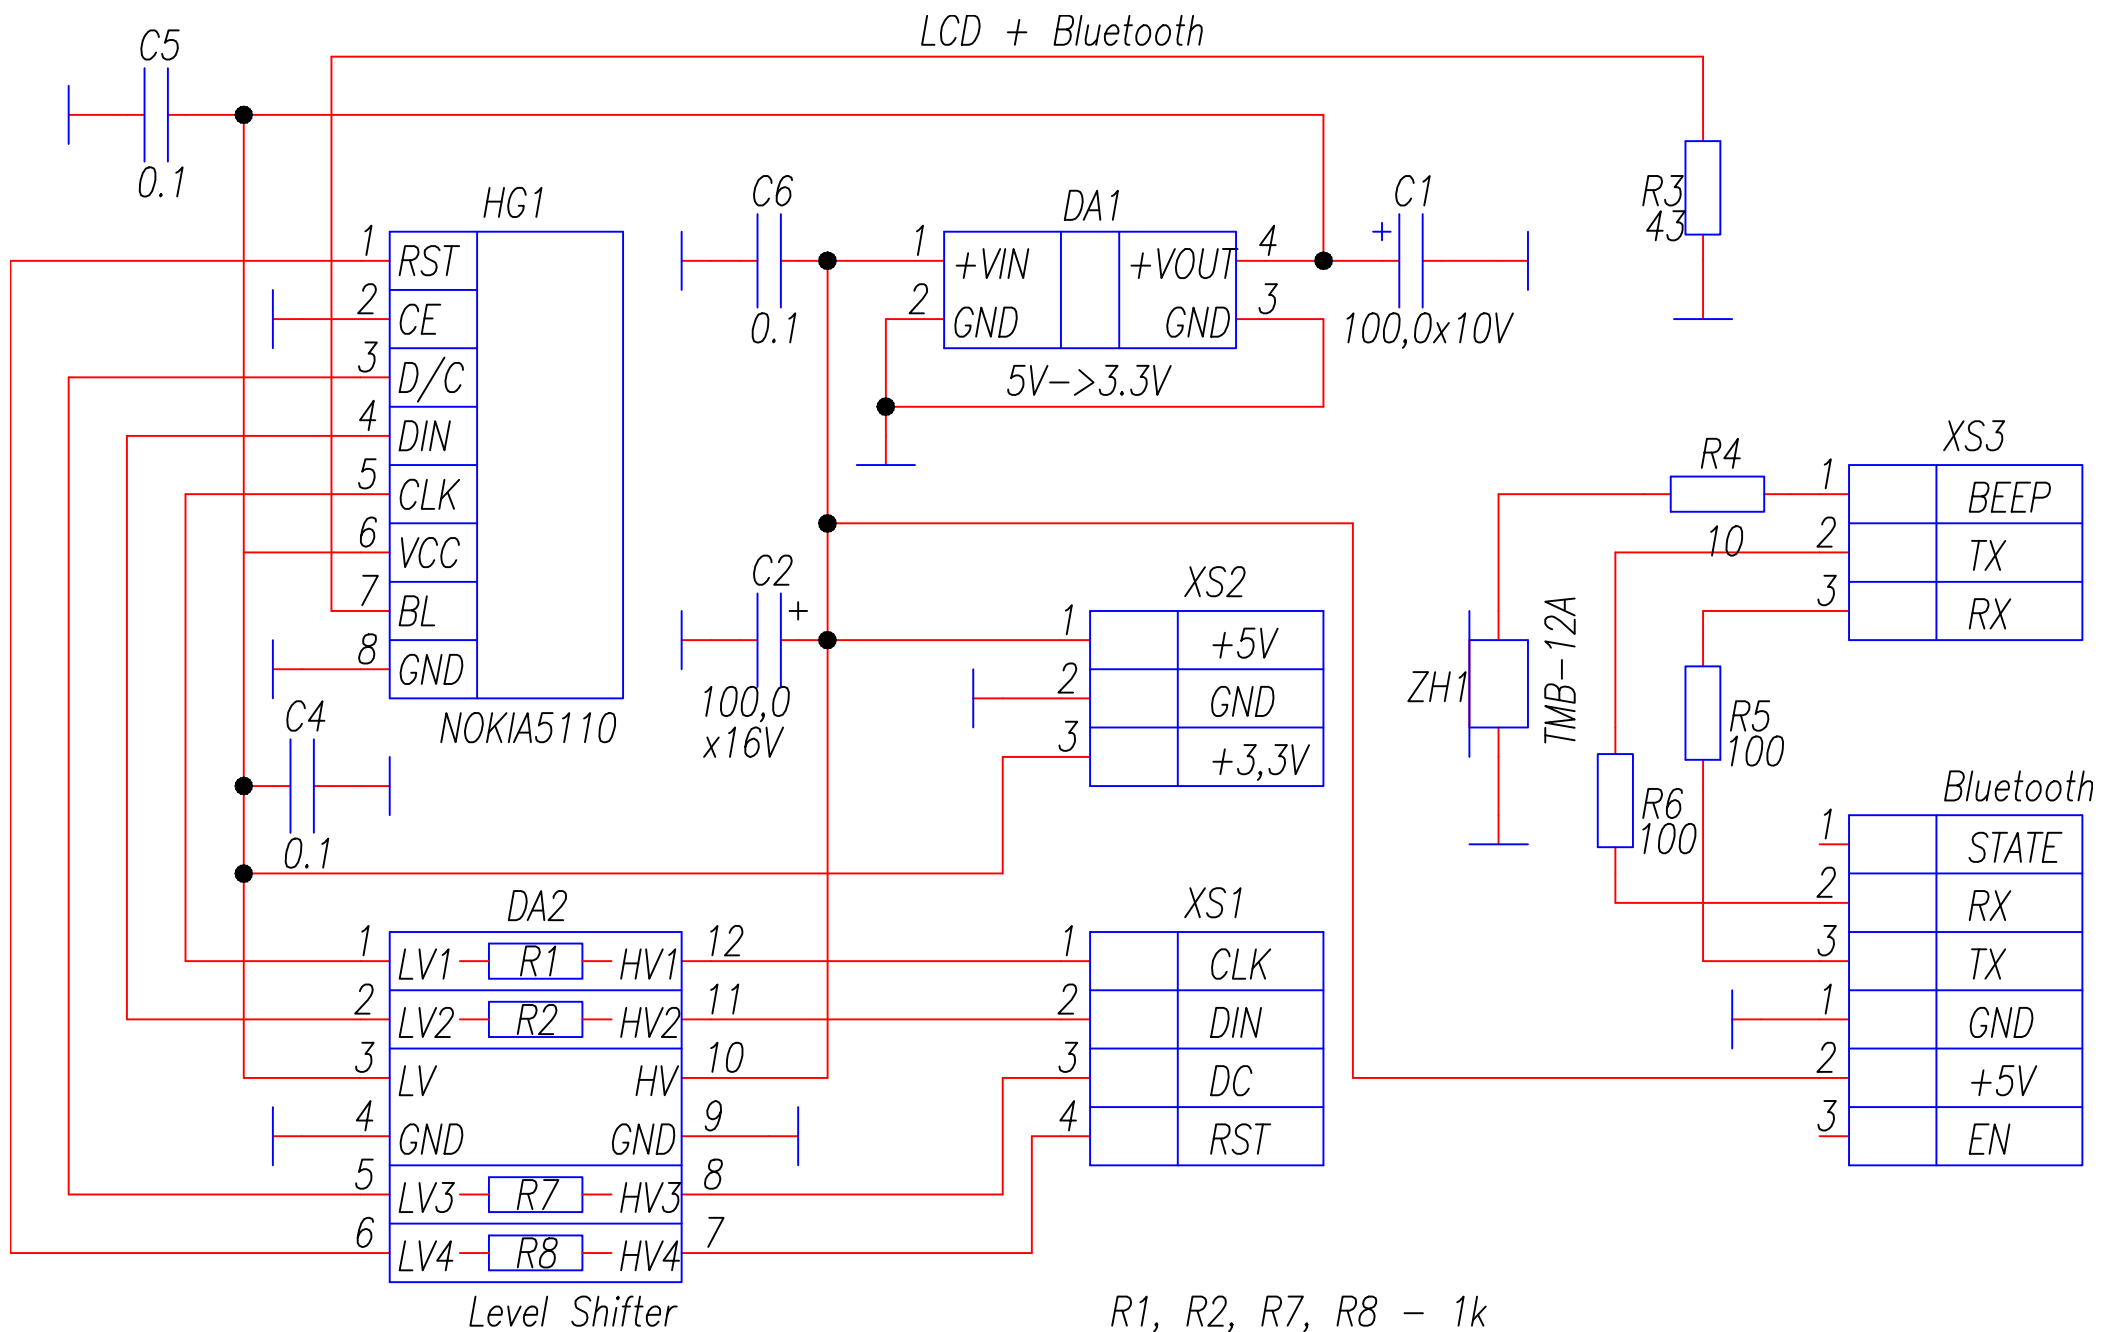 LCD + Bluetooth
C5
0.1
HG1
1 RST
2 CE
3 D/C
4 DIN
5 CLK
6 VCC
7 BL
8 GND
NOKIA5110
C6
0.1
DA1
1 +VIN +VOUT 4
2 GND GND 3
5V->3.3V
+ C1
100,0x10V
R3
43
C2
+
100,0
x16V
XS2
1 +5V
2 GND
3 +3,3V
C4
0.1
R4
10
XS3
1 BEEP
2 TX
3 RX
ZH1
TMB-12A
R5
100
R6
100
Bluetooth
1 STATE
2 RX
3 TX
1 GND
2 +5V
3 EN
DA2
1 LV1 R1 HV1 12
2 LV2 R2 HV2 11
3 LV HV 10
4 GND GND 9
5 LV3 R7 HV3 8
6 LV4 R8 HV4 7
Level Shifter
XS1
1 CLK
2 DIN
3 DC
4 RST
R1, R2, R7, R8 - 1k